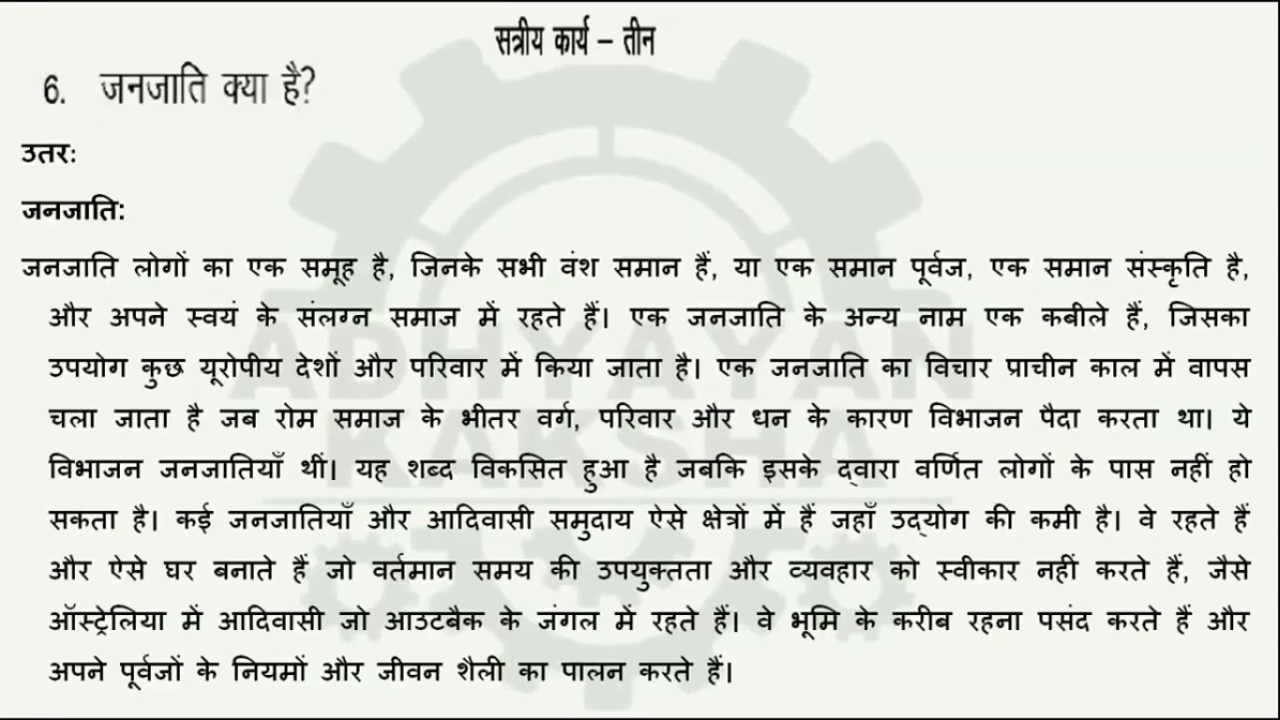 सत्रीय कार्य – तीन
6. जनजाति क्या है?
उतर:
जनजाति:
जनजाति लोगों का एक समूह है, जिनके सभी वंश समान हैं, या एक समान पूर्वज, एक समान संस्कृति है,
और अपने स्वयं के संलग्न समाज में रहते हैं। एक जनजाति के अन्य नाम एक कबीले हैं, जिसका
उपयोग कुछ यूरोपीय देशों और परिवार में किया जाता है। एक जनजाति का विचार प्राचीन काल में वापस
चला जाता है जब रोम समाज के भीतर वर्ग, परिवार और धन के कारण विभाजन पैदा करता था। ये
विभाजन जनजातियाँ थीं। यह शब्द विकसित हुआ है जबकि इसके द्वारा वर्णित लोगों के पास नहीं हो
सकता है। कई जनजातियाँ और आदिवासी समुदाय ऐसे क्षेत्रों में हैं जहाँ उद्योग की कमी है। वे रहते हैं
और ऐसे घर बनाते हैं जो वर्तमान समय की उपयुक्तता और व्यवहार को स्वीकार नहीं करते हैं, जैसे
ऑस्ट्रेलिया में आदिवासी जो आउटबैक के जंगल में रहते हैं। वे भूमि के करीब रहना पसंद करते हैं और
अपने पूर्वजों के नियमों और जीवन शैली का पालन करते हैं।
ADHYAYAN
KAKSHA